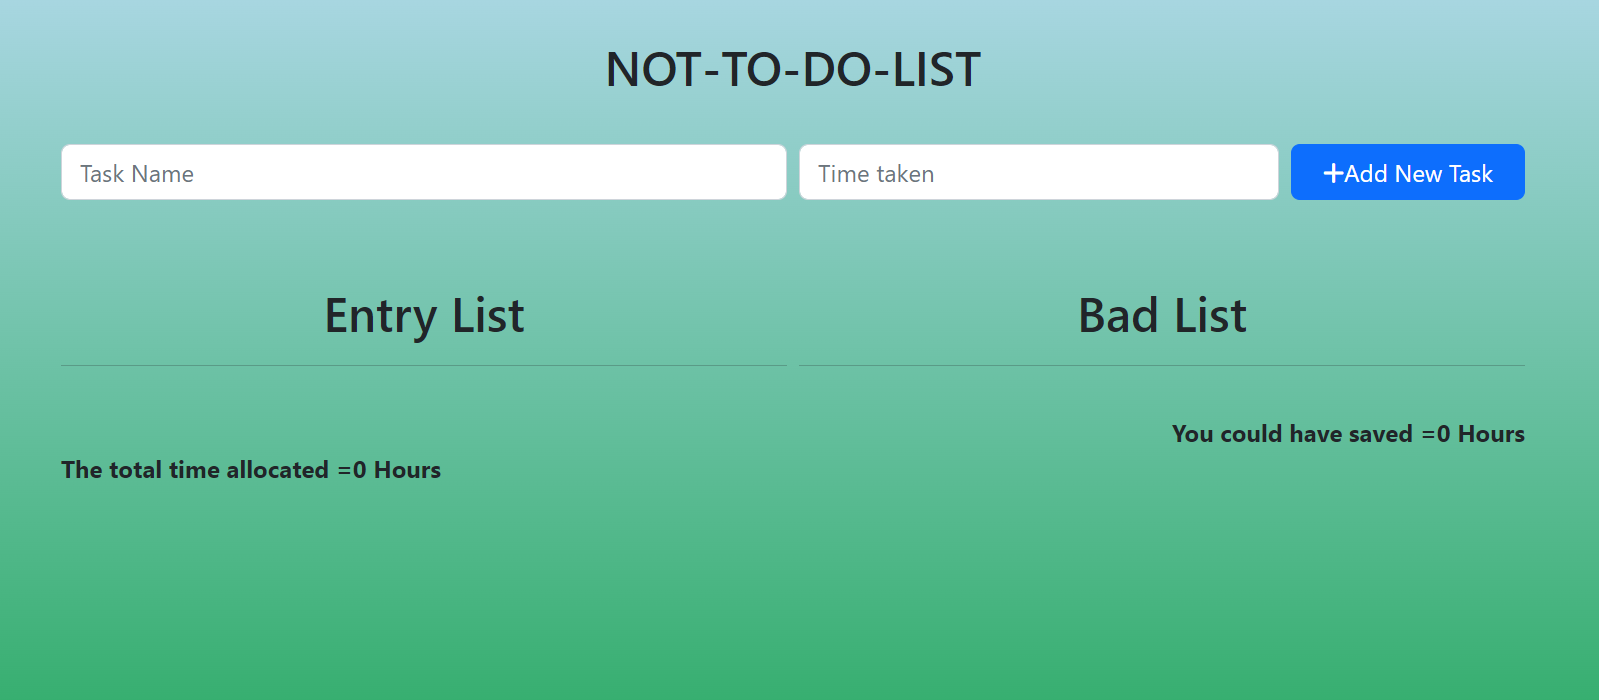 NOT-TO-DO-LIST
Task Name
Time taken
+Add New Task
Entry List
Bad List
You could have saved =0 Hours
The total time allocated =0 Hours